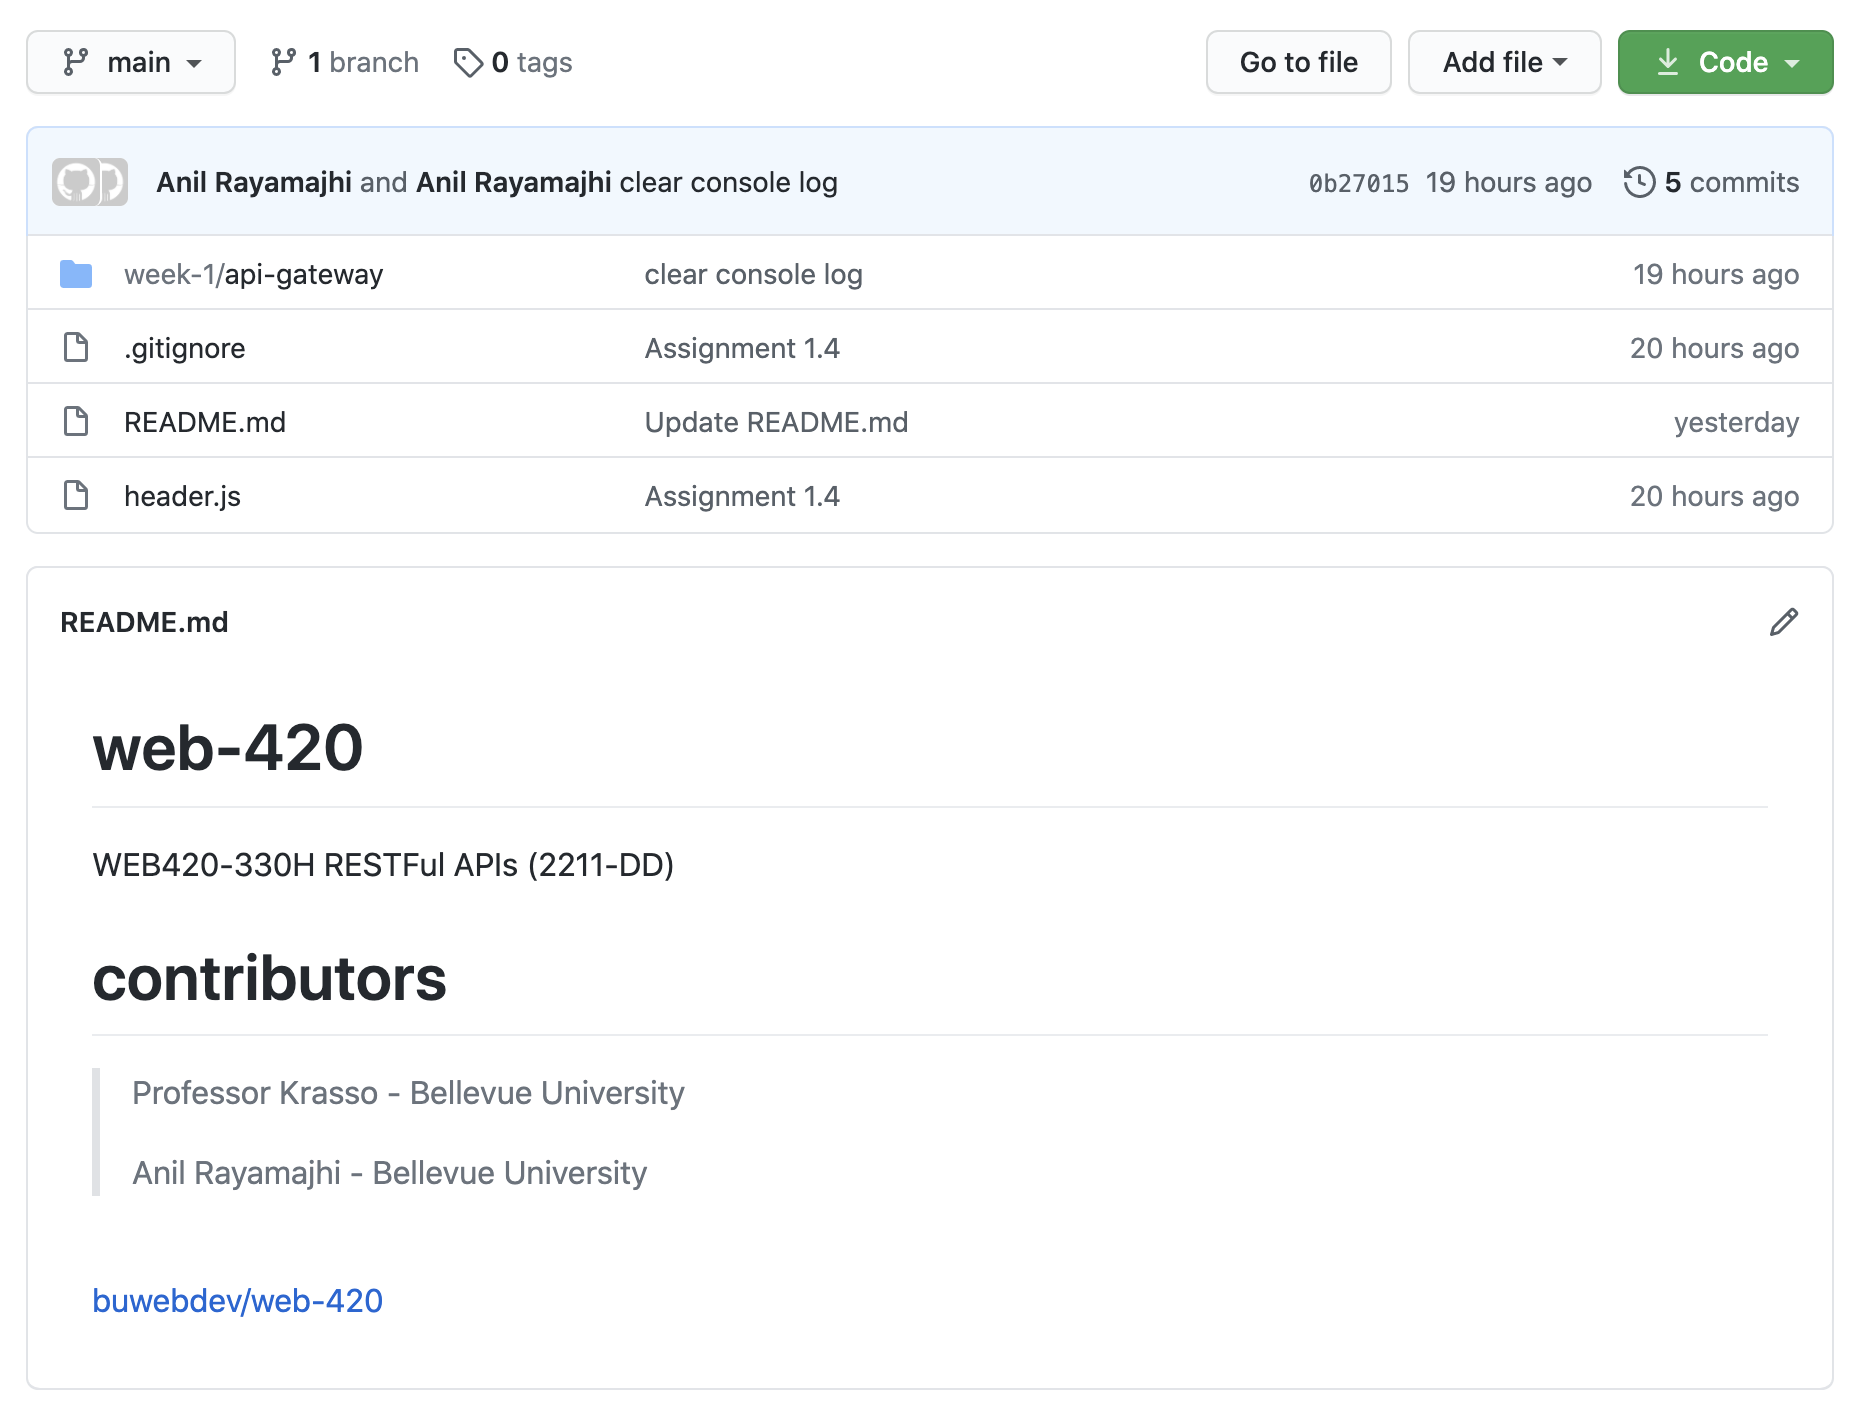 main 1 branch 0 tags Go to file Add file Code
Anil Rayamajhi and Anil Rayamajhi clear console log 0b27015 19 hours ago 5 commits
week-1/api-gateway clear console log 19 hours ago
.gitignore Assignment 1.4 20 hours ago
README.md Update README.md yesterday
header.js Assignment 1.4 20 hours ago
README.md
web-420
WEB420-330H RESTFul APIs (2211-DD)
contributors
Professor Krasso - Bellevue University
Anil Rayamajhi - Bellevue University
buwebdev/web-420